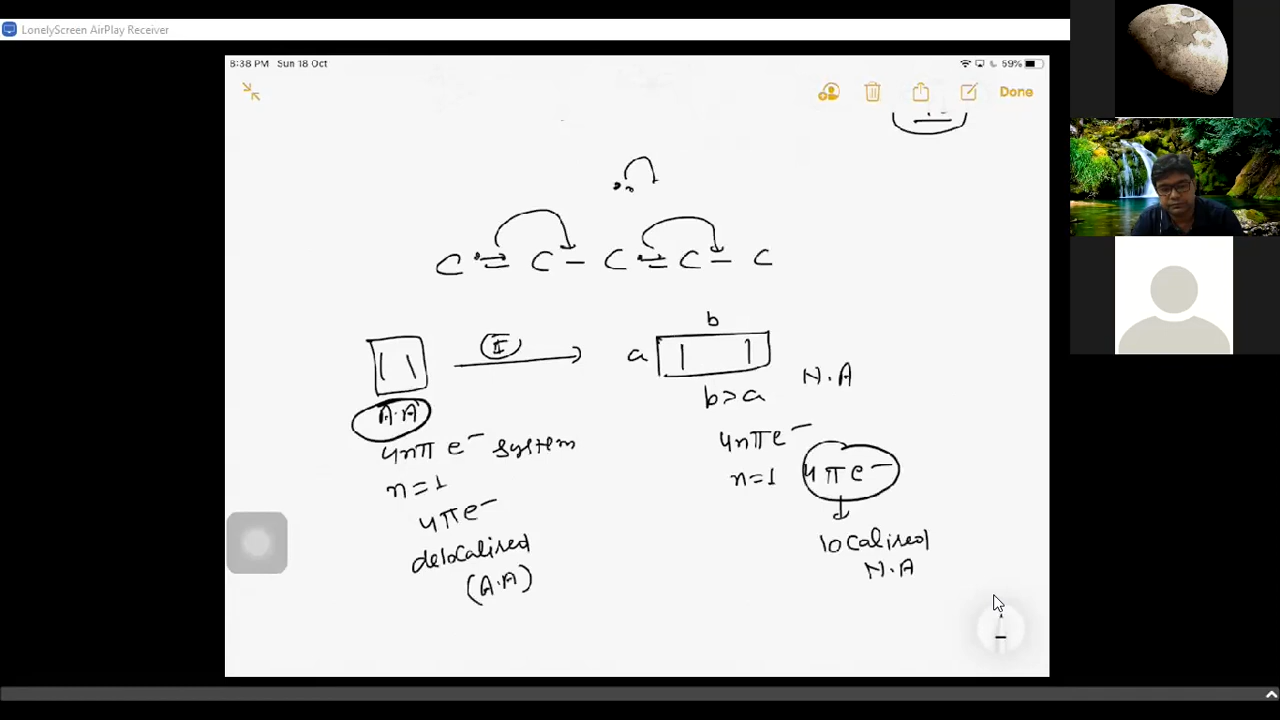 LonelyScreen AirPlay Receiver
8:38 PM Sun 18 Oct
59%
Done
C = C - C = C - C
I
b
a
b > a
N.A
A.A
4nπ e⁻ system
n = 1
4π e⁻
delocalised
(A.A)
4nπ e⁻
n = 1 4π e⁻
localised
N.A